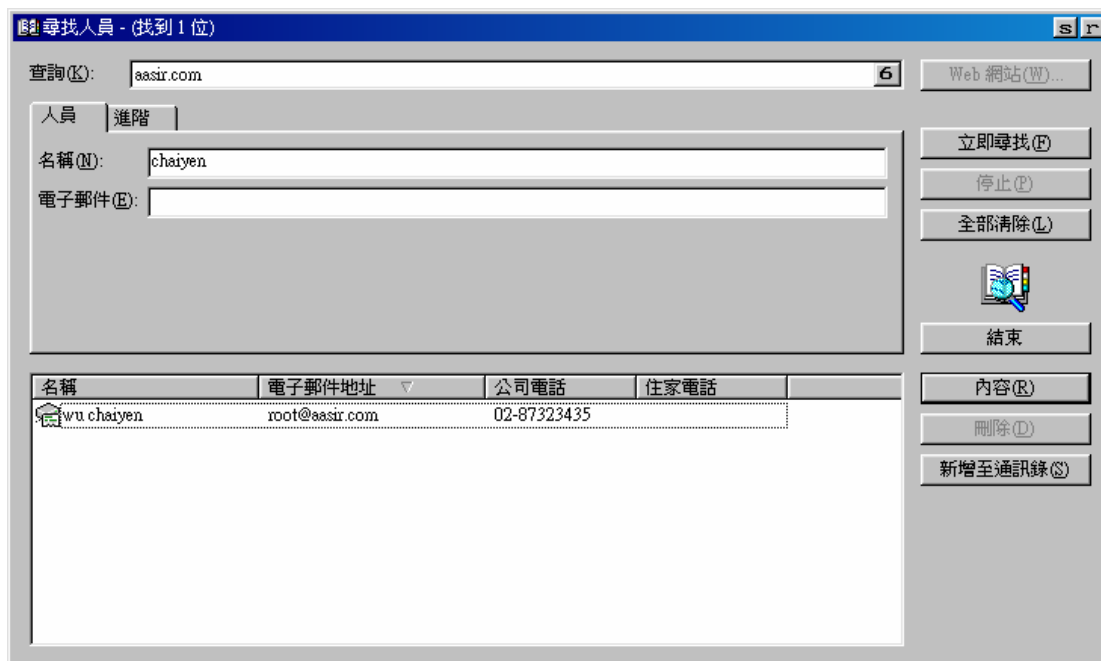 尋找人員 - (找到 1 位)
s r
查詢(K): aasir.com 6
Web 網站(W)...
人員 進階
名稱(N): chaiyen
電子郵件(E):
立即尋找(F)
停止(P)
全部清除(L)
結束
名稱 電子郵件地址 公司電話 住家電話
wu chaiyen root@aasir.com 02-87323435
內容(R)
刪除(D)
新增至通訊錄(S)